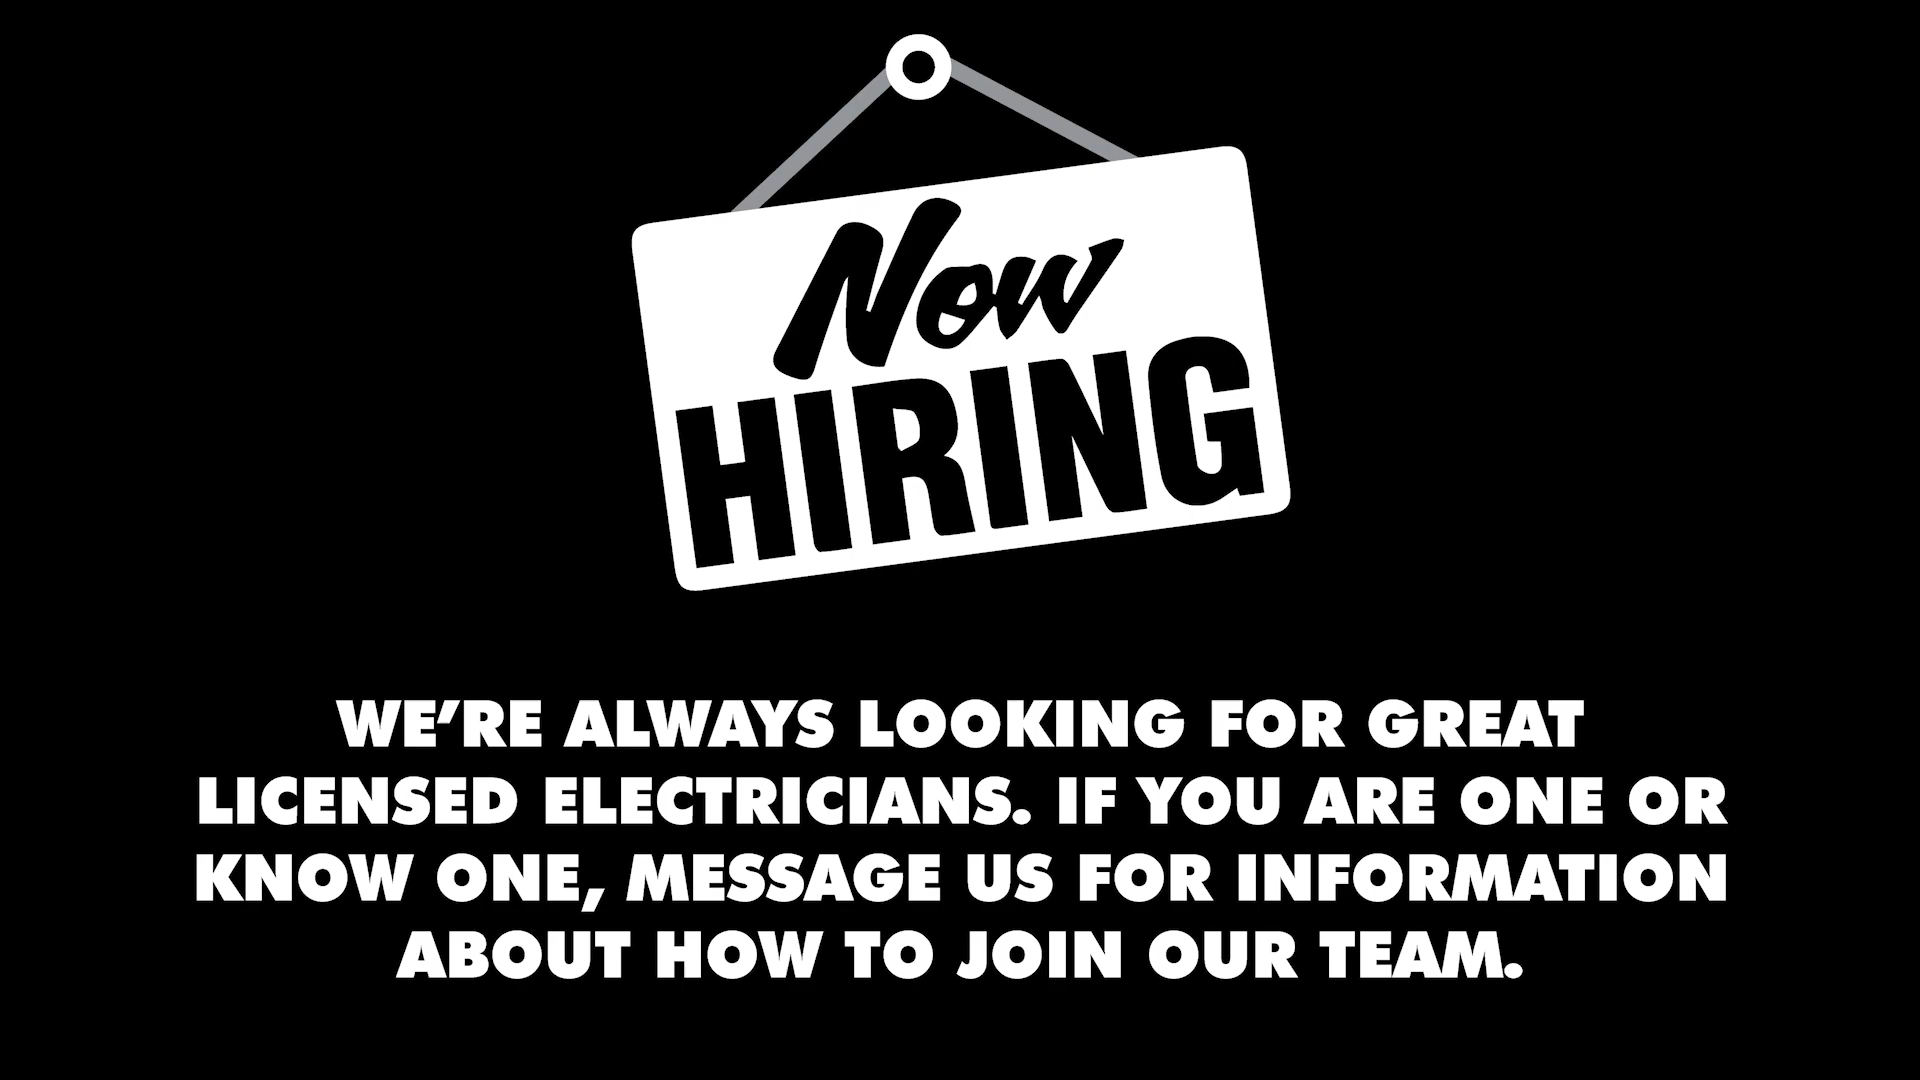 Now
HIRING
WE’RE ALWAYS LOOKING FOR GREAT
LICENSED ELECTRICIANS. IF YOU ARE ONE OR
KNOW ONE, MESSAGE US FOR INFORMATION
ABOUT HOW TO JOIN OUR TEAM.